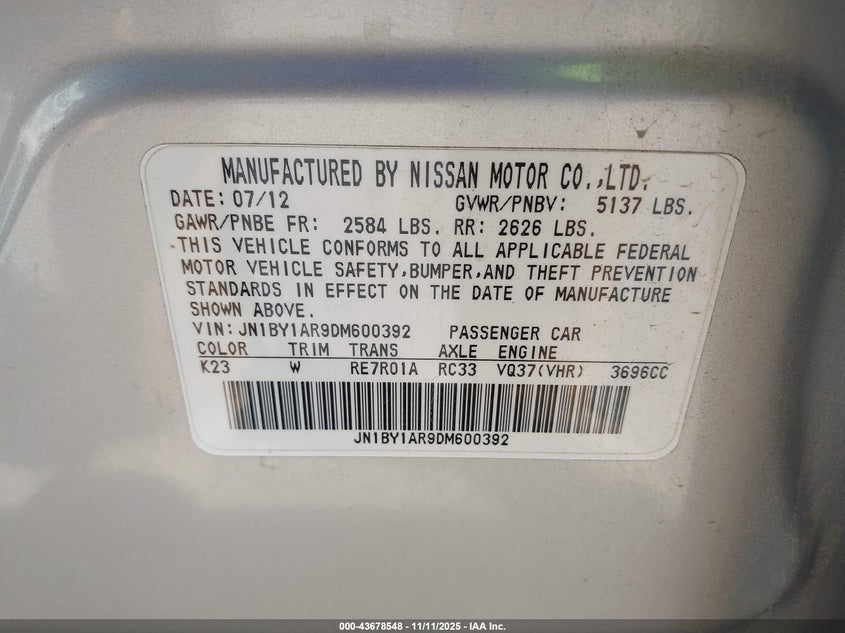 MANUFACTURED BY NISSAN MOTOR CO.,LTD.
DATE: 07/12 GVWR/PNBV: 5137 LBS.
GAWR/PNBE FR: 2584 LBS. RR: 2626 LBS.
THIS VEHICLE CONFORMS TO ALL APPLICABLE FEDERAL
MOTOR VEHICLE SAFETY,BUMPER,AND THEFT PREVENTION
STANDARDS IN EFFECT ON THE DATE OF MANUFACTURE
SHOWN ABOVE.
VIN: JN1BY1AR9DM600392 PASSENGER CAR
COLOR TRIM TRANS AXLE ENGINE
K23 W RE7R01A RC33 VQ37(VHR) 3696CC
JN1BY1AR9DM600392
000-43678548 - 11/11/2025 - IAA Inc.